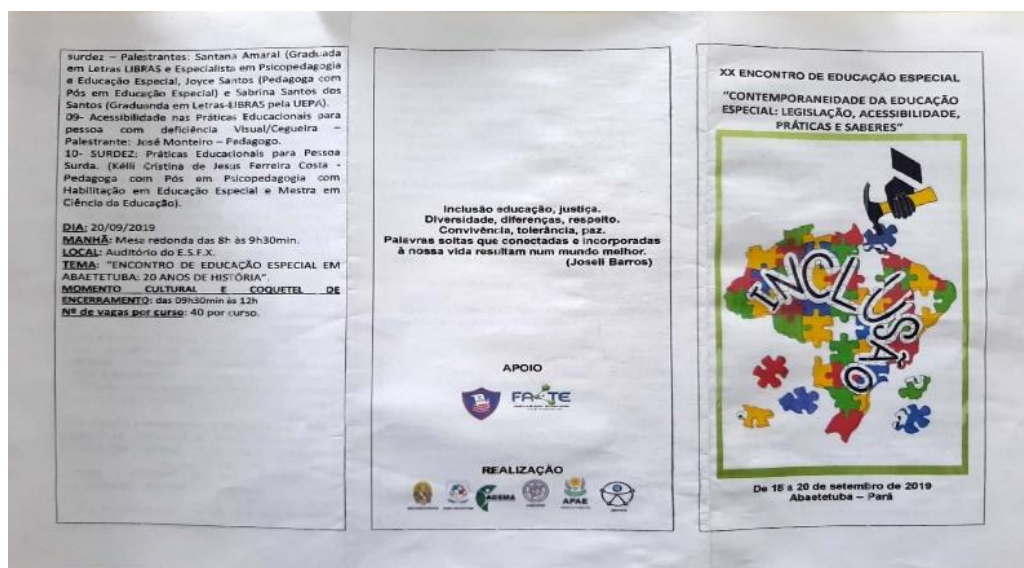 surdez – Palestrantes: Santana Amaral (Graduada
em Letras LIBRAS e Especialista em Psicopedagogia
e Educação Especial, Joyce Santos (Pedagoga com
Pós em Educação Especial) e Sabrina Santos dos
Santos (Graduanda em Letras-LIBRAS pela UEPA).
09- Acessibilidade nas Práticas Educacionais para
pessoa com deficiência Visual/Cegueira –
Palestrante: José Monteiro – Pedagogo.
10- SURDEZ: Práticas Educacionais para Pessoa
Surda. (Kélli Cristina de Jesus Ferreira Costa -
Pedagoga com Pós em Psicopedagogia com
Habilitação em Educação Especial e Mestra em
Ciência da Educação).
DIA: 20/09/2019
MANHÃ: Mesa redonda das 8h às 9h30min.
LOCAL: Auditório do E.S.F.X.
TEMA: "ENCONTRO DE EDUCAÇÃO ESPECIAL EM
ABAETETUBA: 20 ANOS DE HISTÓRIA".
MOMENTO CULTURAL E COQUETEL DE
ENCERRAMENTO: das 09h30min às 12h
Nº de vagas por curso: 40 por curso.
Inclusão educação, justiça.
Diversidade, diferenças, respeito.
Convivência, tolerância, paz.
Palavras soltas que conectadas e incorporadas
à nossa vida resultam num mundo melhor.
(Joseli Barros)
APOIO
REALIZAÇÃO
APAE
XX ENCONTRO DE EDUCAÇÃO ESPECIAL
"CONTEMPORANEIDADE DA EDUCAÇÃO
ESPECIAL: LEGISLAÇÃO, ACESSIBILIDADE,
PRÁTICAS E SABERES"
INCLUSÃO
De 18 a 20 de setembro de 2019
Abaetetuba – Pará